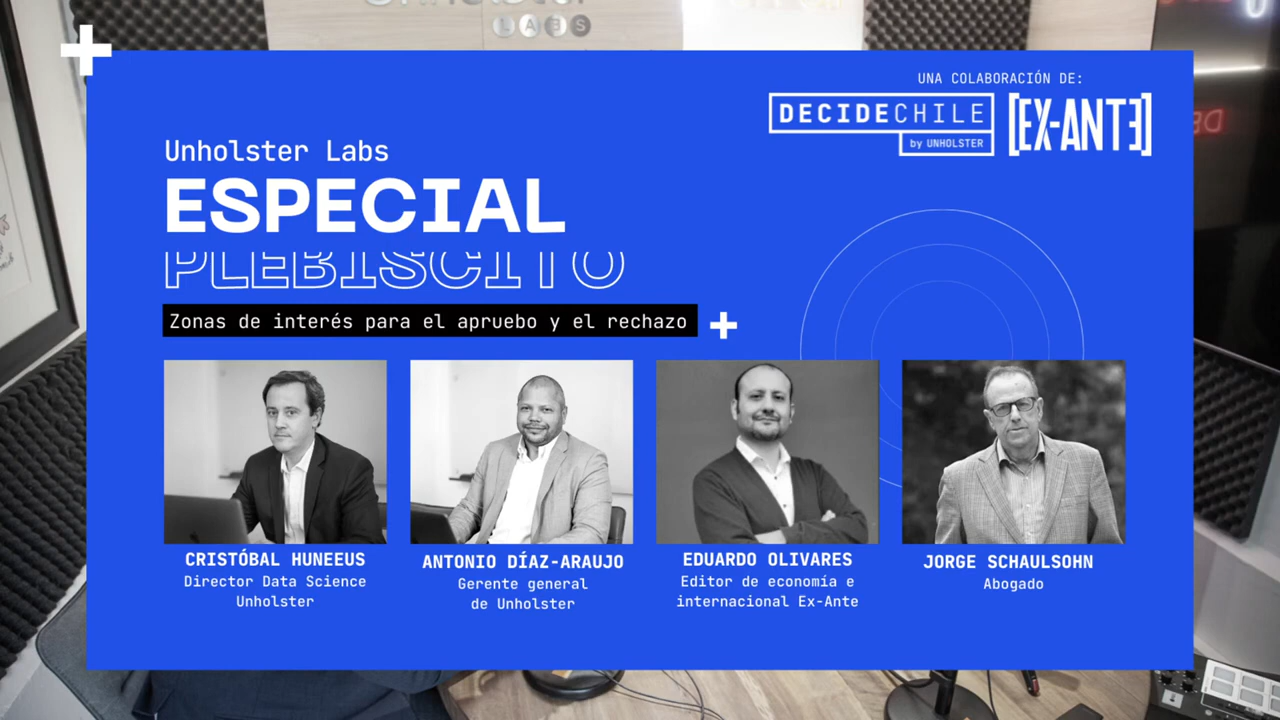 LABS
UNA COLABORACIÓN DE:
DECIDECHILE
by UNHOLSTER
[EX-ANTE]
Unholster Labs
ESPECIAL
PLEBISCITO
Zonas de interés para el apruebo y el rechazo
CRISTÓBAL HUNEEUS
Director Data Science
Unholster
ANTONIO DÍAZ-ARAUJO
Gerente general
de Unholster
EDUARDO OLIVARES
Editor de economía e
internacional Ex-Ante
JORGE SCHAULSOHN
Abogado